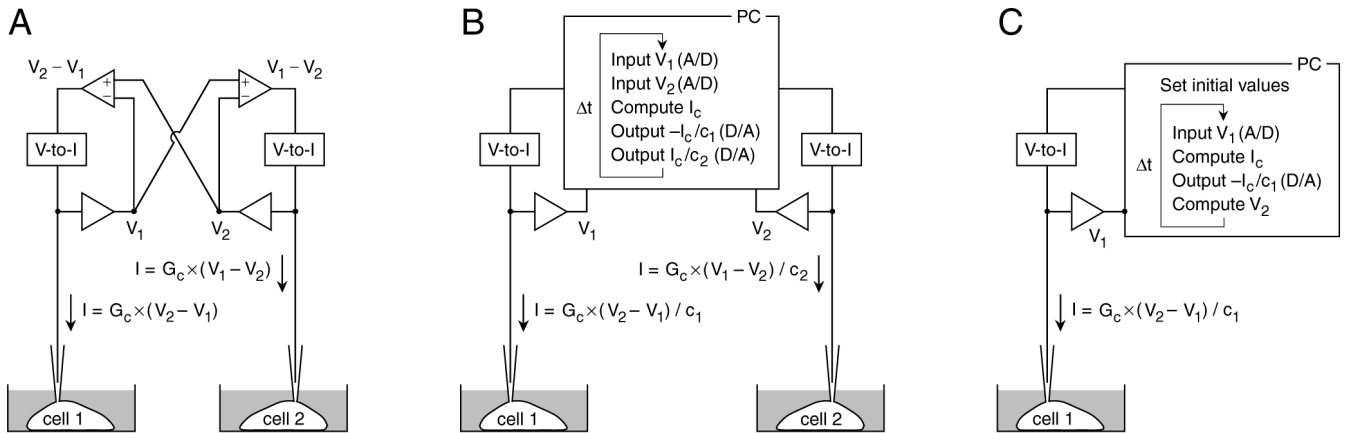 A
V2 – V1
V1 – V2
+
–
+
–
V-to-I
V-to-I
V1
V2
I = Gc×(V1 – V2)
I = Gc×(V2 – V1)
cell 1
cell 2
B
PC
Input V1 (A/D)
Input V2 (A/D)
Δt
Compute Ic
Output –Ic/c1 (D/A)
Output Ic/c2 (D/A)
V-to-I
V-to-I
V1
V2
I = Gc×(V1 – V2) / c2
I = Gc×(V2 – V1) / c1
cell 1
cell 2
C
PC
Set initial values
Input V1 (A/D)
Δt
Compute Ic
Output –Ic/c1 (D/A)
Compute V2
V-to-I
V1
I = Gc×(V2 – V1) / c1
cell 1